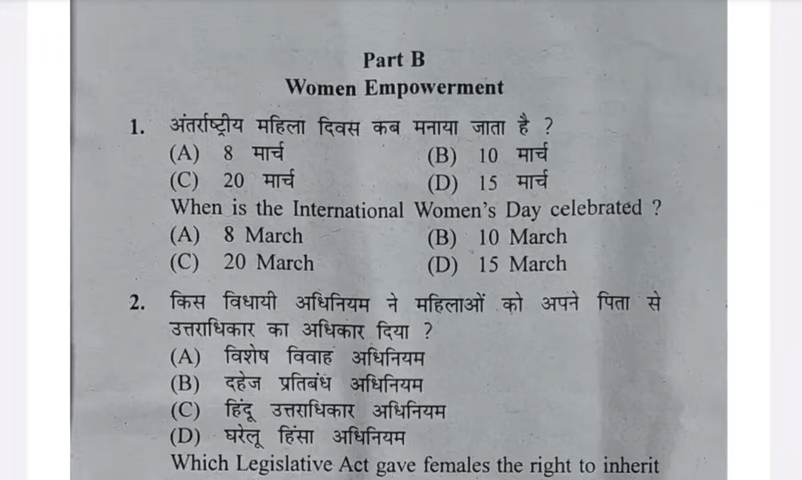 Part B
Women Empowerment
1. अंतर्राष्ट्रीय महिला दिवस कब मनाया जाता है ?
(A) 8 मार्च (B) 10 मार्च
(C) 20 मार्च (D) 15 मार्च
When is the International Women's Day celebrated ?
(A) 8 March (B) 10 March
(C) 20 March (D) 15 March
2. किस विधायी अधिनियम ने महिलाओं को अपने पिता से
उत्तराधिकार का अधिकार दिया ?
(A) विशेष विवाह अधिनियम
(B) दहेज प्रतिबंध अधिनियम
(C) हिंदू उत्तराधिकार अधिनियम
(D) घरेलू हिंसा अधिनियम
Which Legislative Act gave females the right to inherit